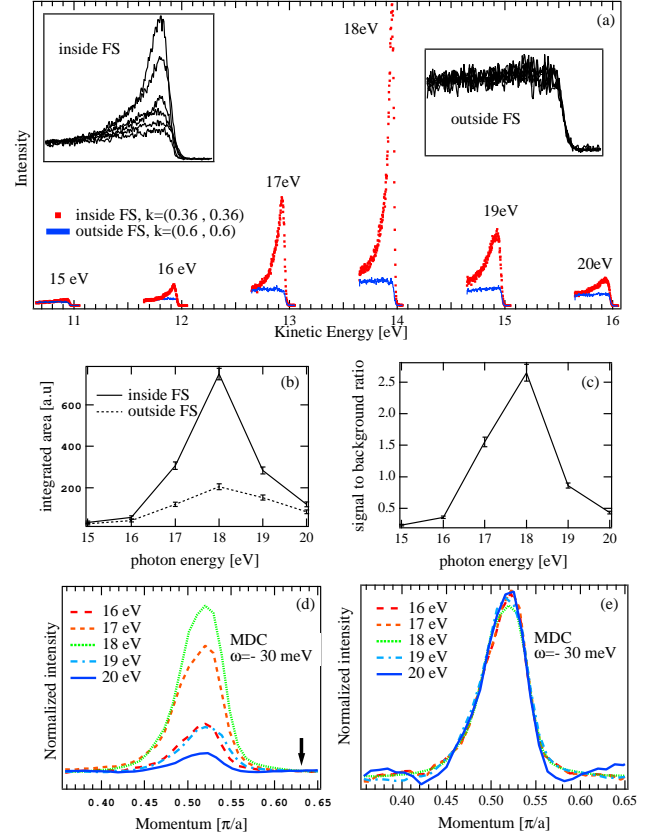 (a)
18eV
inside FS
outside FS
Intensity
17eV
19eV
inside FS, k=(0.36 , 0.36)
outside FS, k=(0.6 , 0.6)
15 eV
16 eV
20eV
11 12 13 14 15 16
Kinetic Energy [eV]
(b)
inside FS
outside FS
integrated area [a.u]
600
400
200
15 16 17 18 19 20
photon energy [eV]
(c)
signal to background ratio
2.5
2.0
1.5
1.0
0.5
15 16 17 18 19 20
photon energy [eV]
(d)
16 eV
17 eV
18 eV
19 eV
20 eV
MDC
ω=- 30 meV
Normalized intensity
0.40 0.45 0.50 0.55 0.60 0.65
Momentum [π/a]
(e)
16 eV
17 eV
18 eV
19 eV
20 eV
MDC
ω=- 30 meV
Normalized intensity
0.40 0.45 0.50 0.55 0.60 0.65
Momentum [π/a]